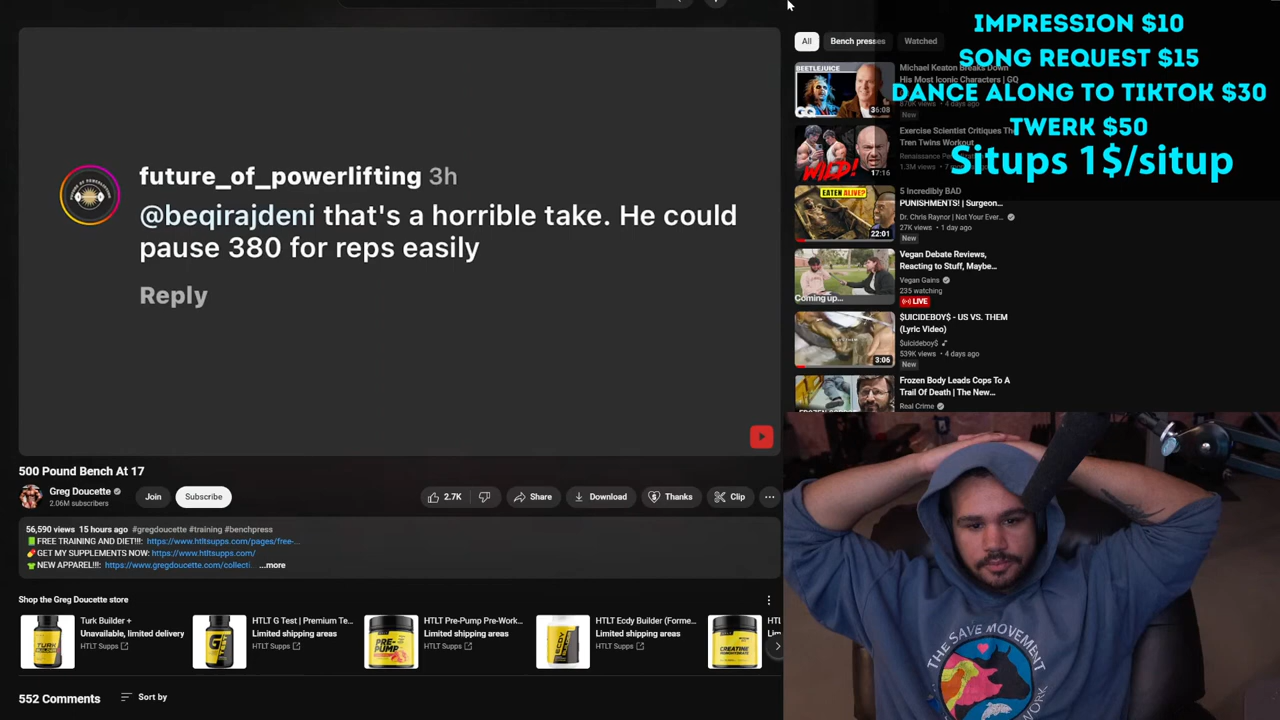 IMPRESSION $10
SONG REQUEST $15
DANCE ALONG TO TIKTOK $30
TWERK $50
Situps 1$/situp
future_of_powerlifting 3h
@beqirajdeni that's a horrible take. He could
pause 380 for reps easily
Reply
500 Pound Bench At 17
Greg Doucette
2.06M subscribers
Join
Subscribe
2.7K
Share
Download
Thanks
Clip
56,590 views 15 hours ago #gregdoucette #training #benchpress
FREE TRAINING AND DIET!!!: https://www.htltsupps.com/pages/free-...
GET MY SUPPLEMENTS NOW: https://www.htltsupps.com/
NEW APPAREL!!!: https://www.gregdoucette.com/collecti... ...more
Shop the Greg Doucette store
Turk Builder +
Unavailable, limited delivery
HTLT Supps
HTLT G Test | Premium Te...
Limited shipping areas
HTLT Supps
HTLT Pre-Pump Pre-Work...
Limited shipping areas
HTLT Supps
HTLT Ecdy Builder (Forme...
Limited shipping areas
HTLT Supps
552 Comments
Sort by
All
Bench presses
Watched
BEETLEJUICE
GQ
36:08
Michael Keaton Breaks Down
His Most Iconic Characters | GQ
870K views • 4 days ago
New
WILD!
17:16
Exercise Scientist Critiques The
Tren Twins Workout
Renaissance Pe
1.3M views
EATEN ALIVE?
22:01
5 Incredibly BAD
PUNISHMENTS! | Surgeon...
Dr. Chris Raynor | Not Your Ever...
27K views • 1 day ago
New
Coming up...
Vegan Debate Reviews,
Reacting to Stuff, Maybe...
Vegan Gains
235 watching
LIVE
3:06
$UICIDEBOY$ - US VS. THEM
(Lyric Video)
$uicideboy$
539K views • 4 days ago
New
Frozen Body Leads Cops To A
Trail Of Death | The New...
Real Crime
THE SAVE MOVEMENT